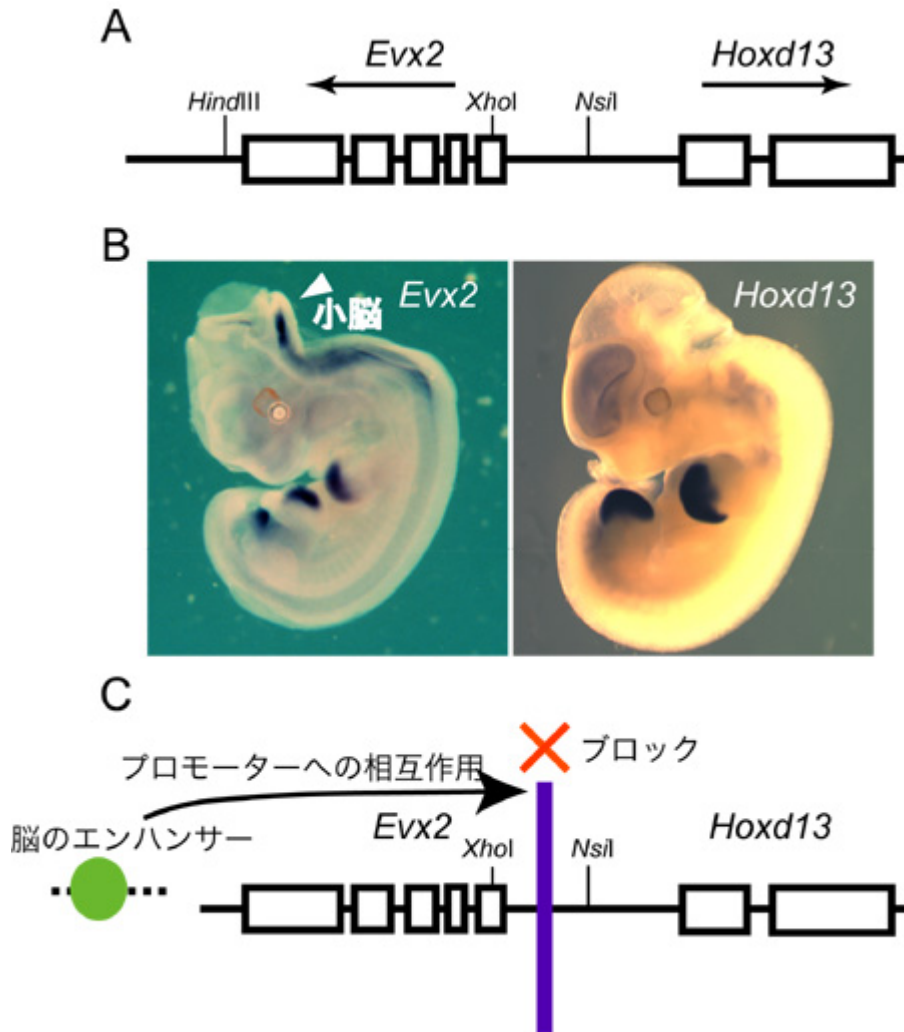 A
Evx2
Hoxd13
HindIII
XhoI
NsiI
B
Evx2
Hoxd13
小脳
C
ブロック
プロモーターへの相互作用
脳のエンハンサー
Evx2
Hoxd13
XhoI
NsiI